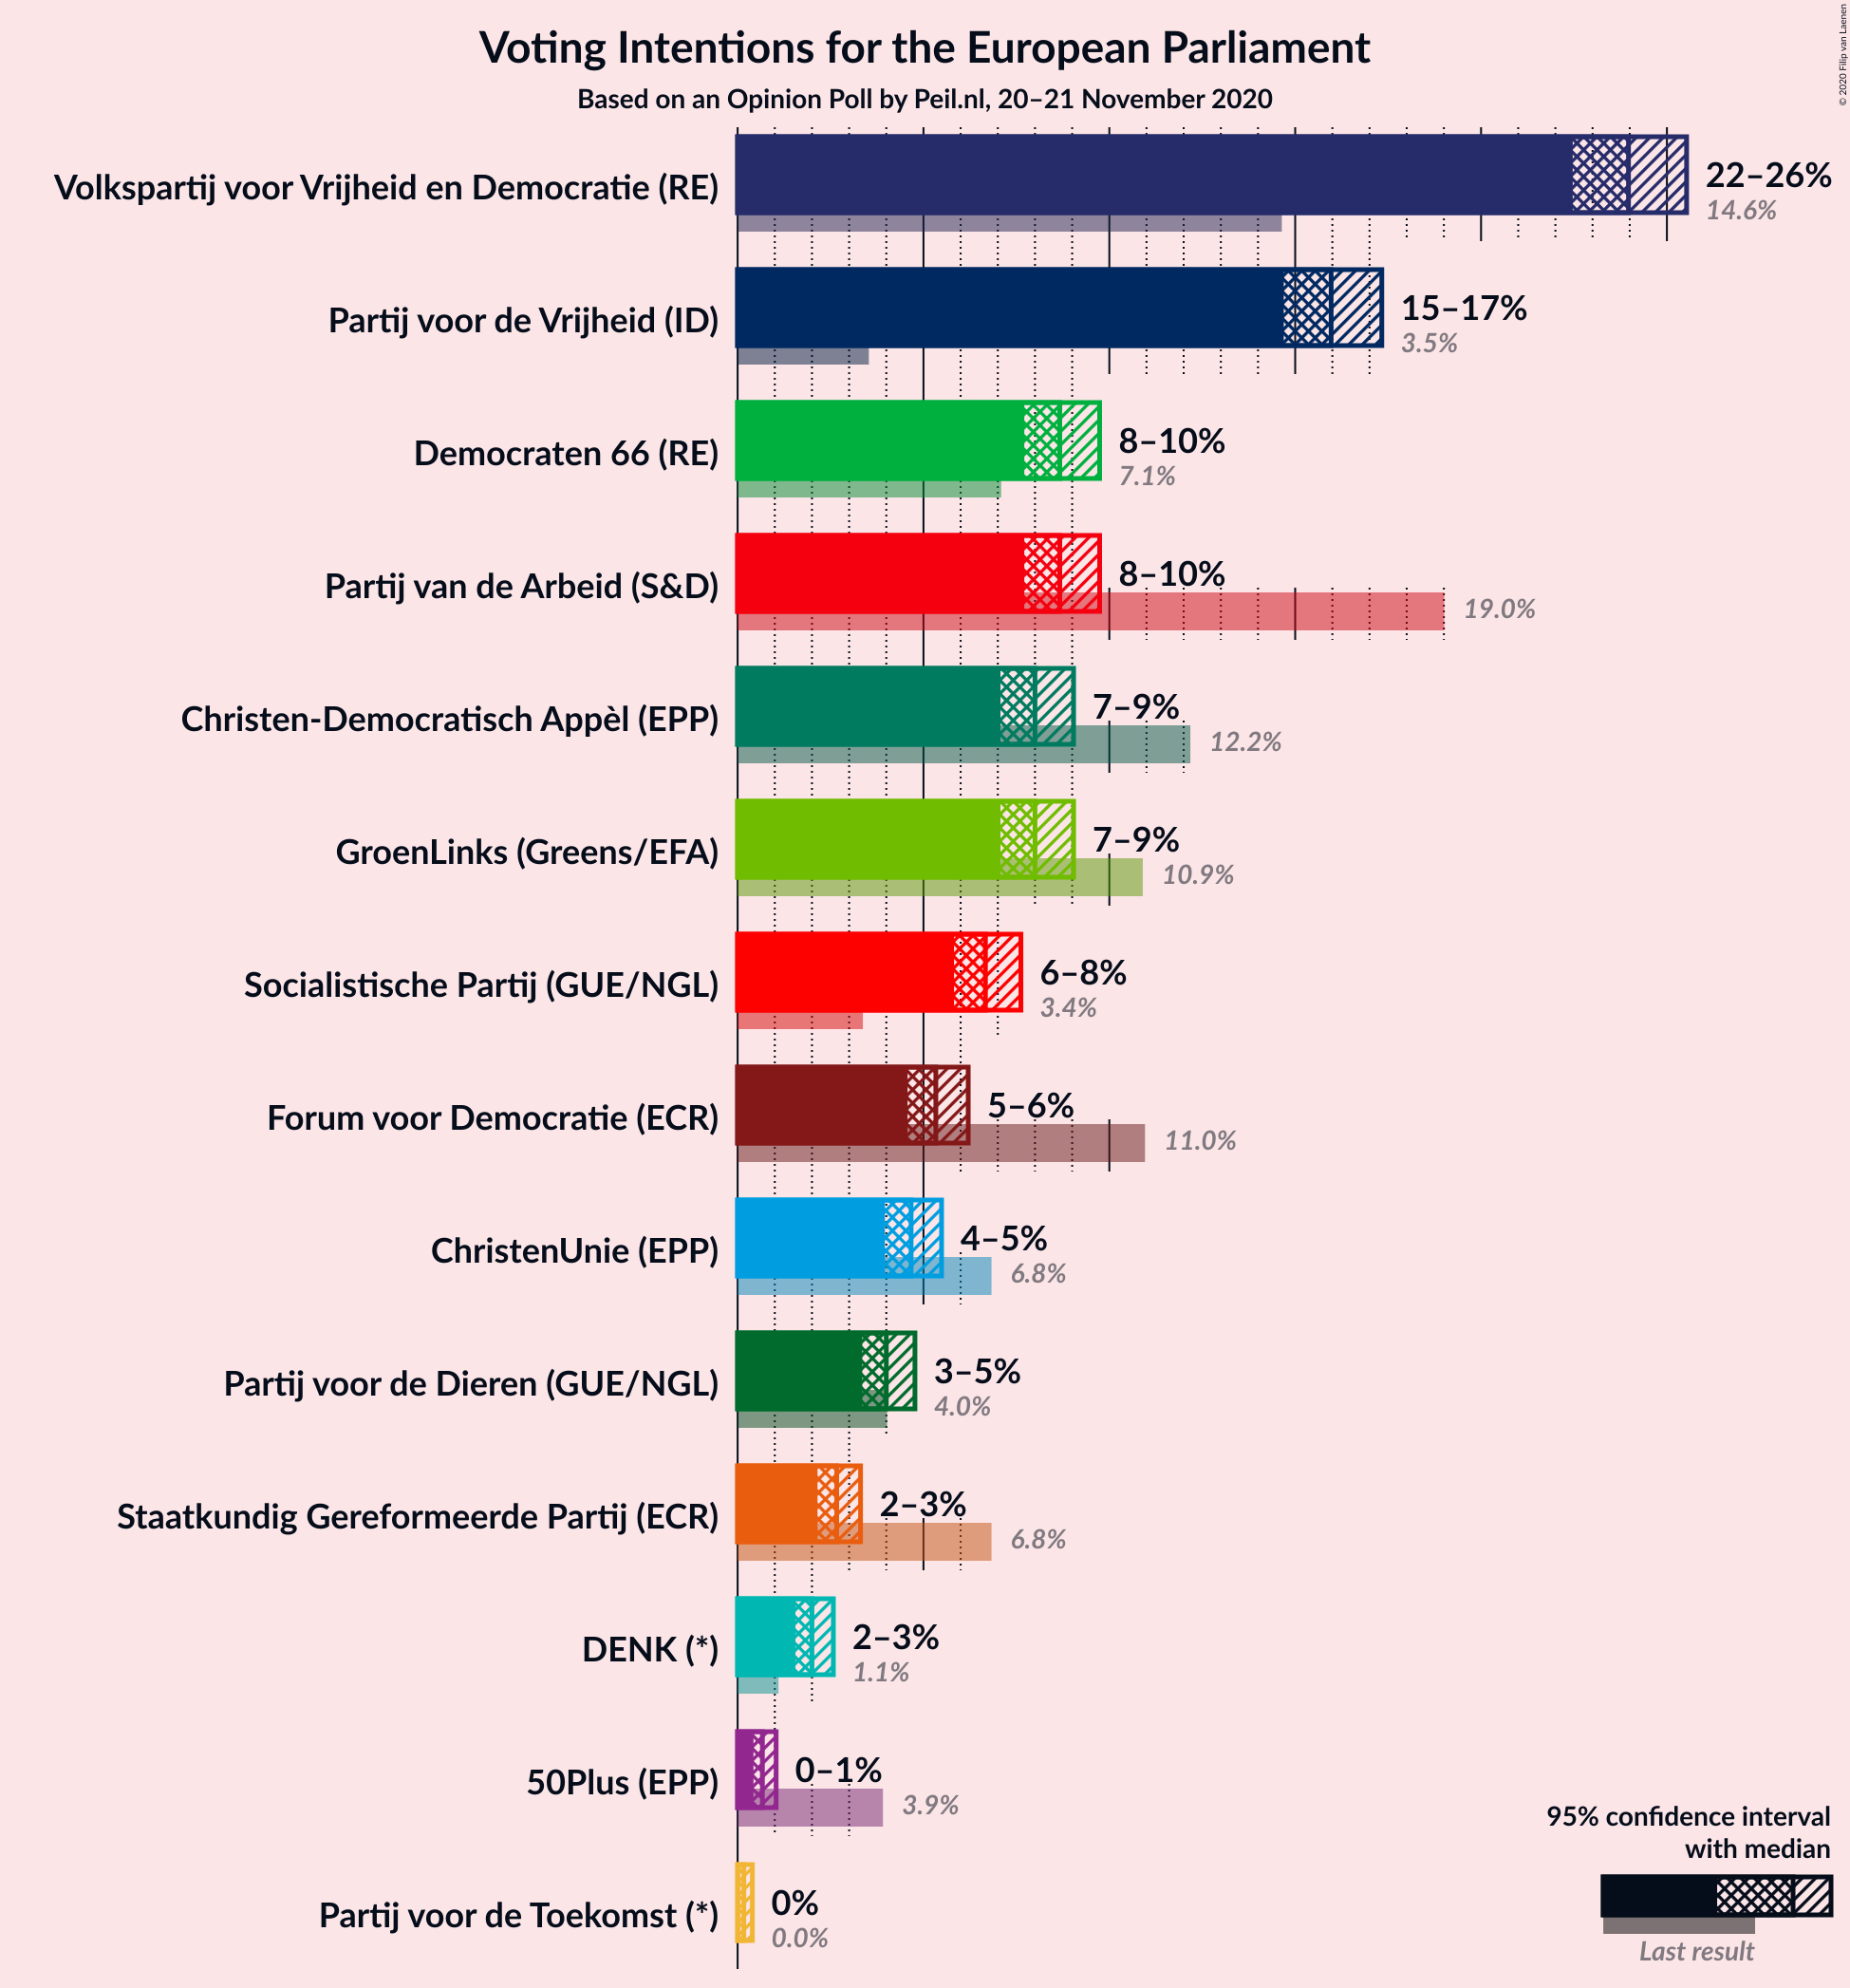 © 2020 Filip van Laenen
Voting Intentions for the European Parliament
Based on an Opinion Poll by Peil.nl, 20–21 November 2020
Volkspartij voor Vrijheid en Democratie (RE)
22–26%
14.6%
Partij voor de Vrijheid (ID)
15–17%
3.5%
Democraten 66 (RE)
8–10%
7.1%
Partij van de Arbeid (S&D)
8–10%
19.0%
Christen-Democratisch Appèl (EPP)
7–9%
12.2%
GroenLinks (Greens/EFA)
7–9%
10.9%
Socialistische Partij (GUE/NGL)
6–8%
3.4%
Forum voor Democratie (ECR)
5–6%
11.0%
ChristenUnie (EPP)
4–5%
6.8%
Partij voor de Dieren (GUE/NGL)
3–5%
4.0%
Staatkundig Gereformeerde Partij (ECR)
2–3%
6.8%
DENK (*)
2–3%
1.1%
50Plus (EPP)
0–1%
3.9%
Partij voor de Toekomst (*)
0%
0.0%
95% confidence interval
with median
Last result